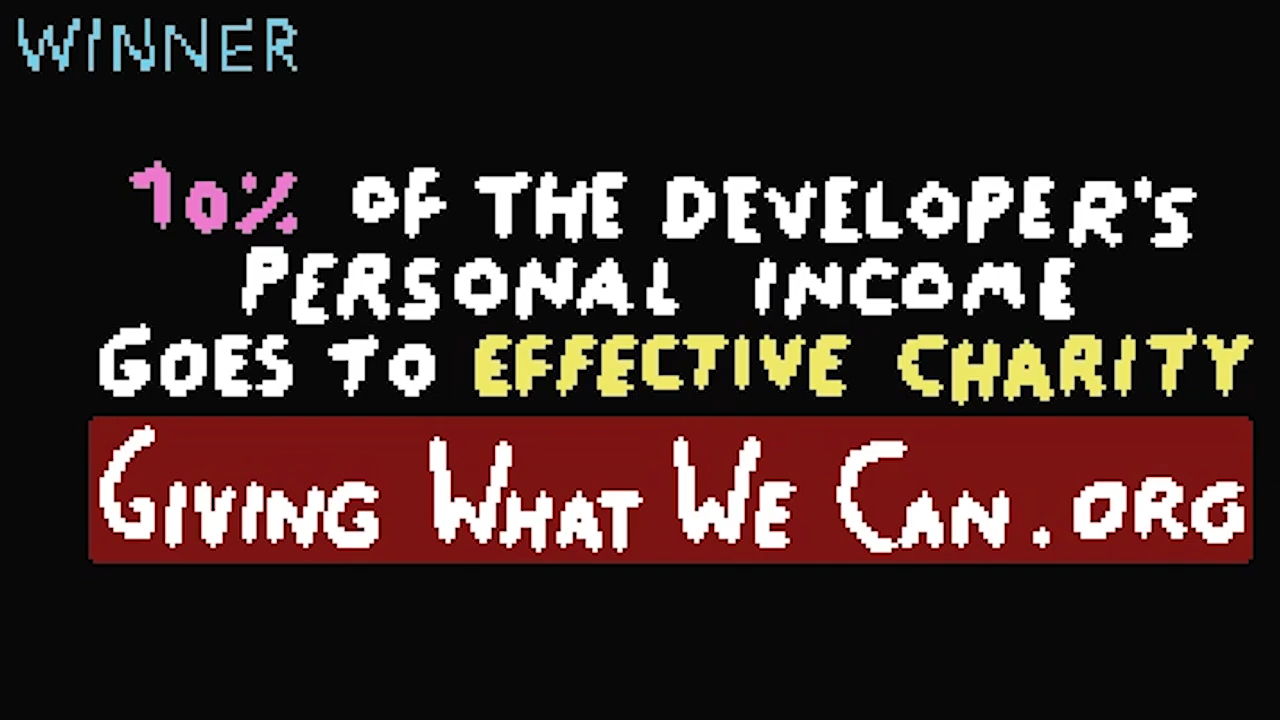 WINNER
10% OF THE DEVELOPER'S
PERSONAL INCOME
GOES TO EFFECTIVE CHARITY
GIVING WHAT WE CAN.ORG